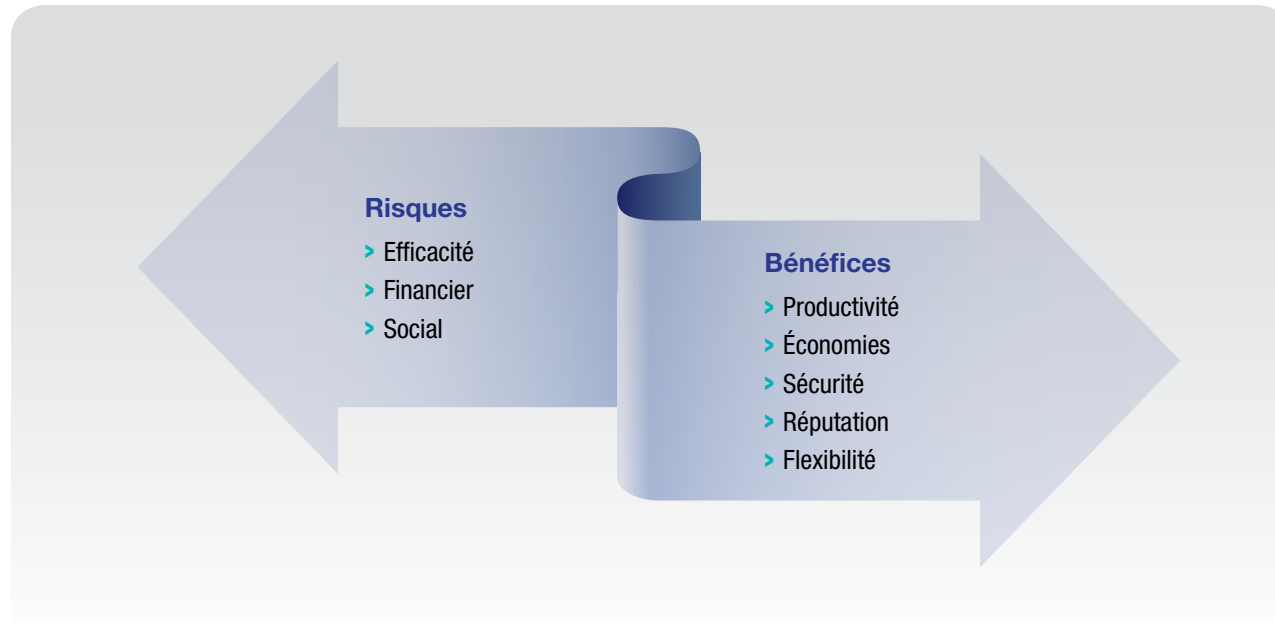 Risques
> Efficacité
> Financier
> Social
Bénéfices
> Productivité
> Économies
> Sécurité
> Réputation
> Flexibilité